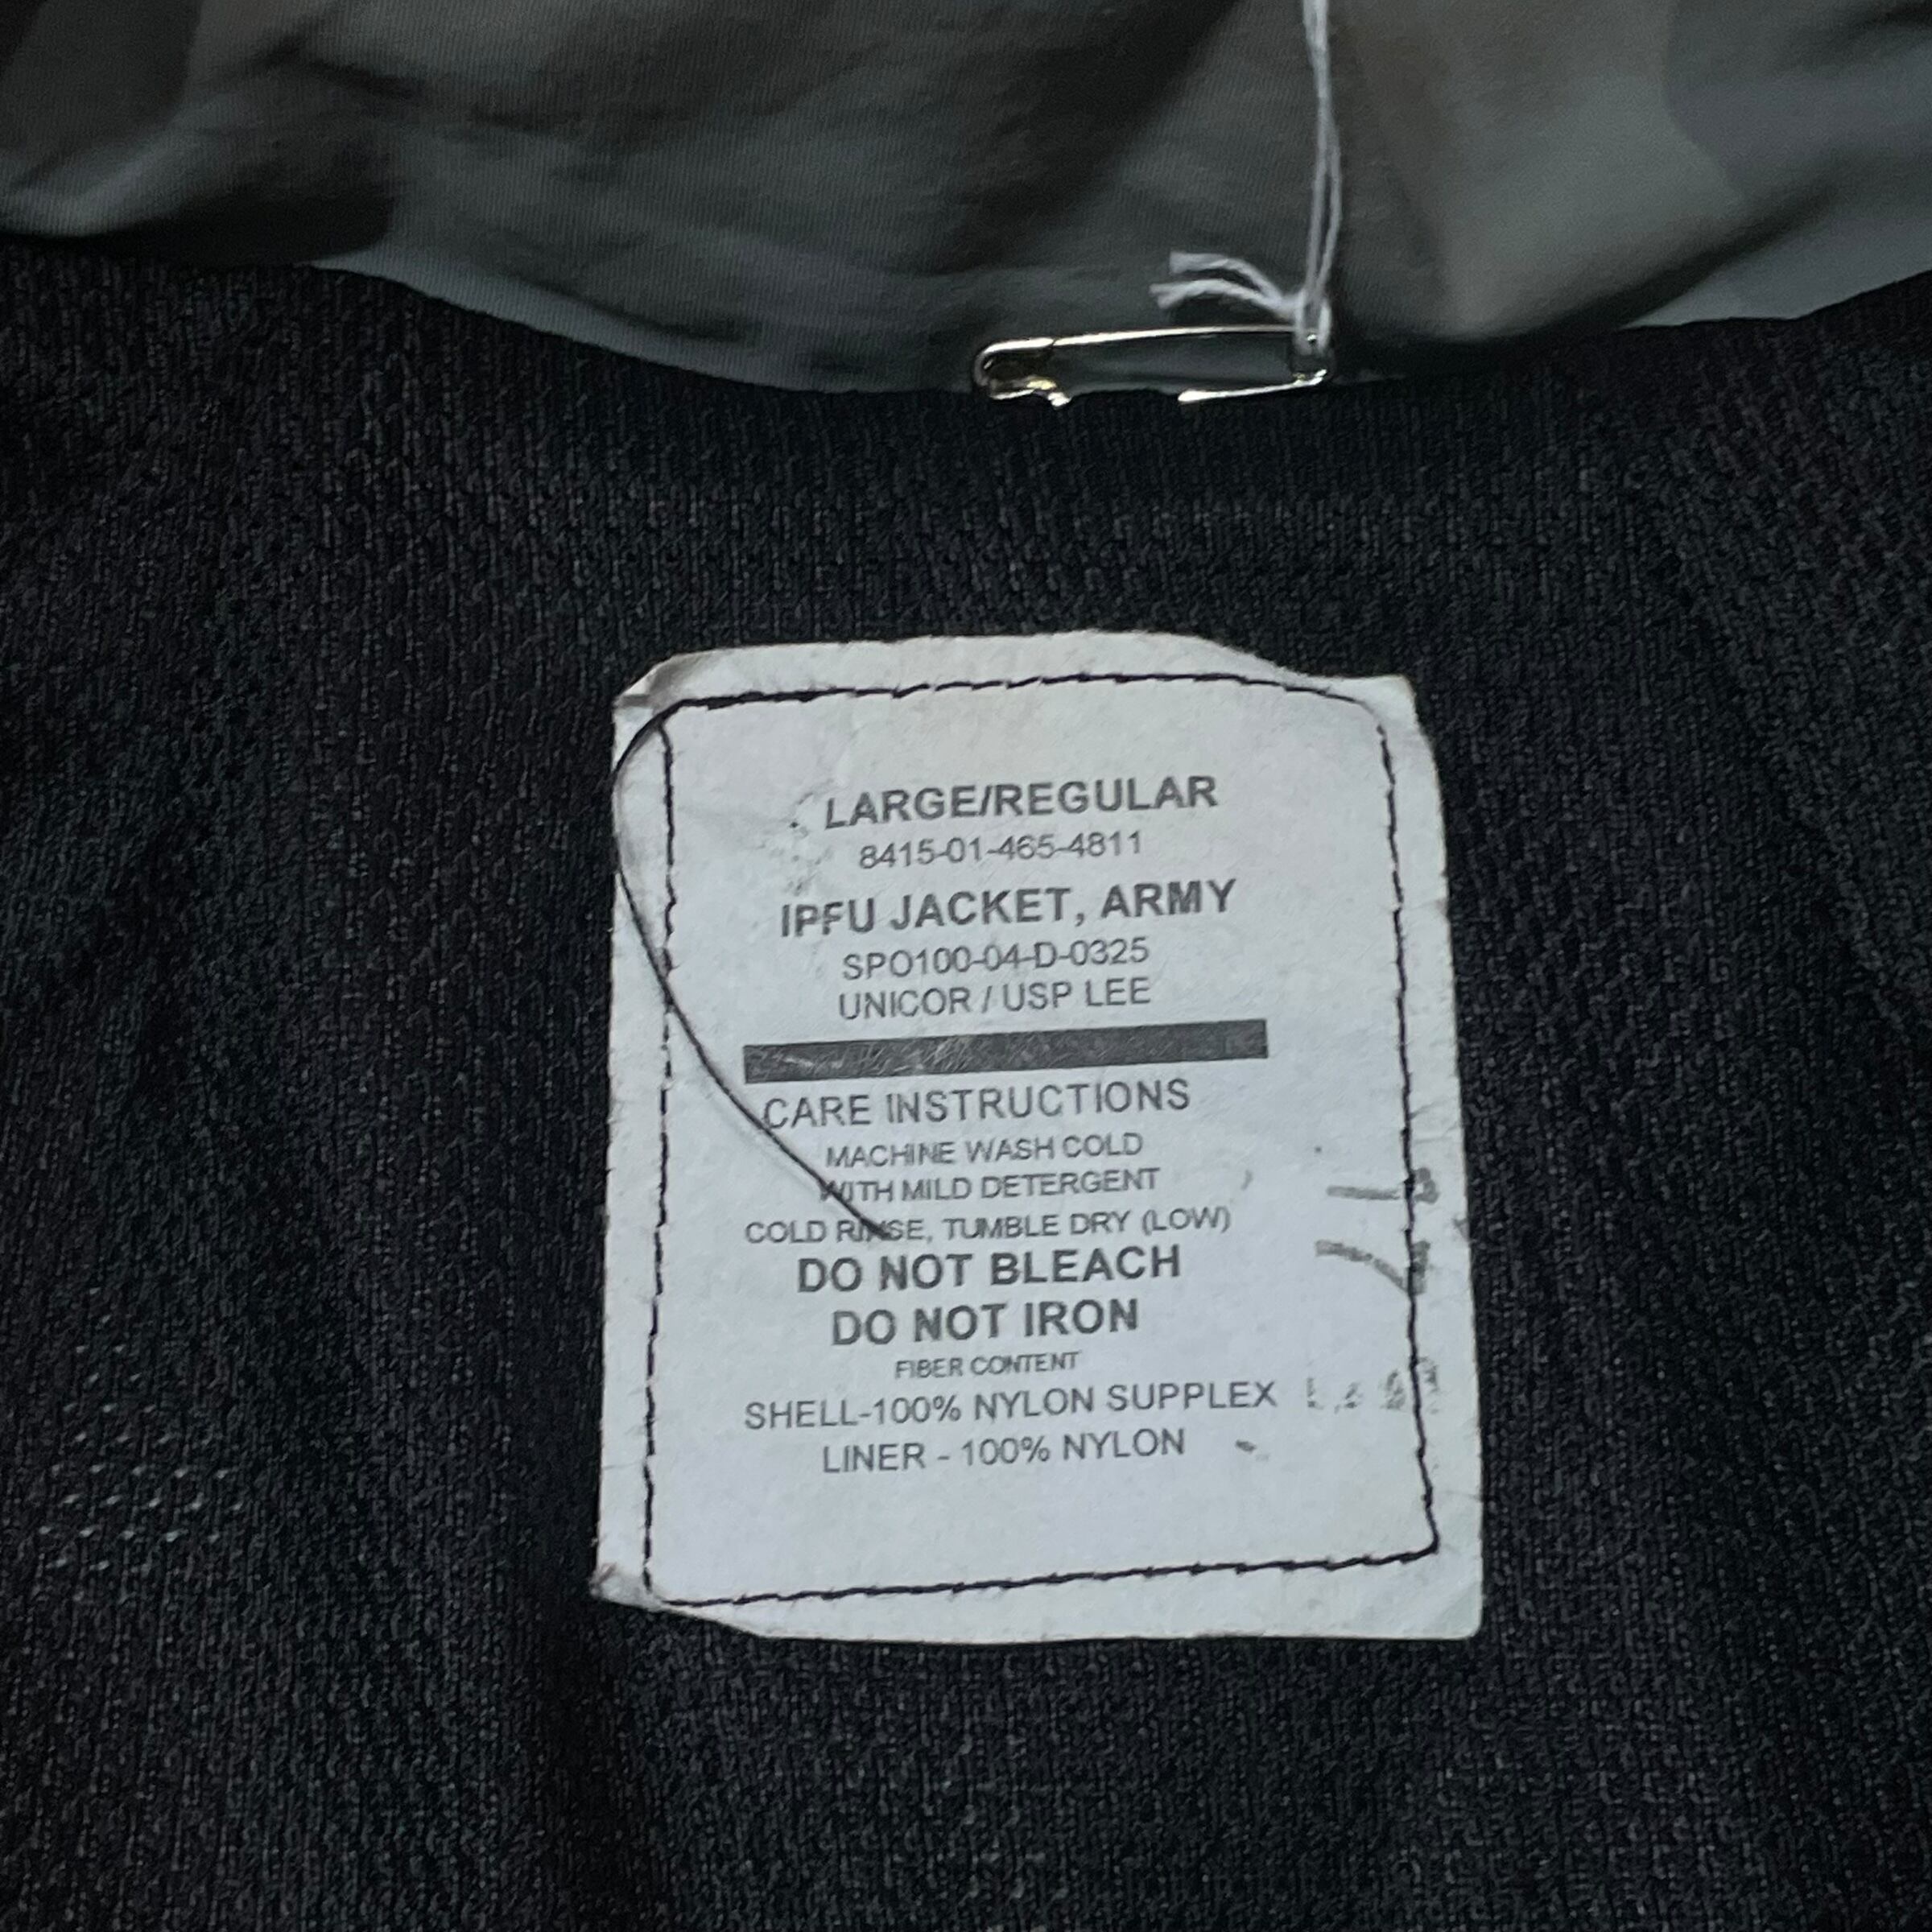 LARGE/REGULAR
8415-01-465-4811
IPFU JACKET, ARMY
SPO100-04-D-0325
UNICOR / USP LEE
CARE INSTRUCTIONS
MACHINE WASH COLD
WITH MILD DETERGENT
COLD RINSE, TUMBLE DRY (LOW)
DO NOT BLEACH
DO NOT IRON
FIBER CONTENT
SHELL-100% NYLON SUPPLEX
LINER - 100% NYLON